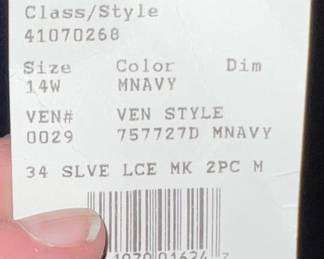 Class/Style
41070268
Size Color Dim
14W MNAVY
VEN# VEN STYLE
0029 757727D MNAVY
34 SLVE LCE MK 2PC M